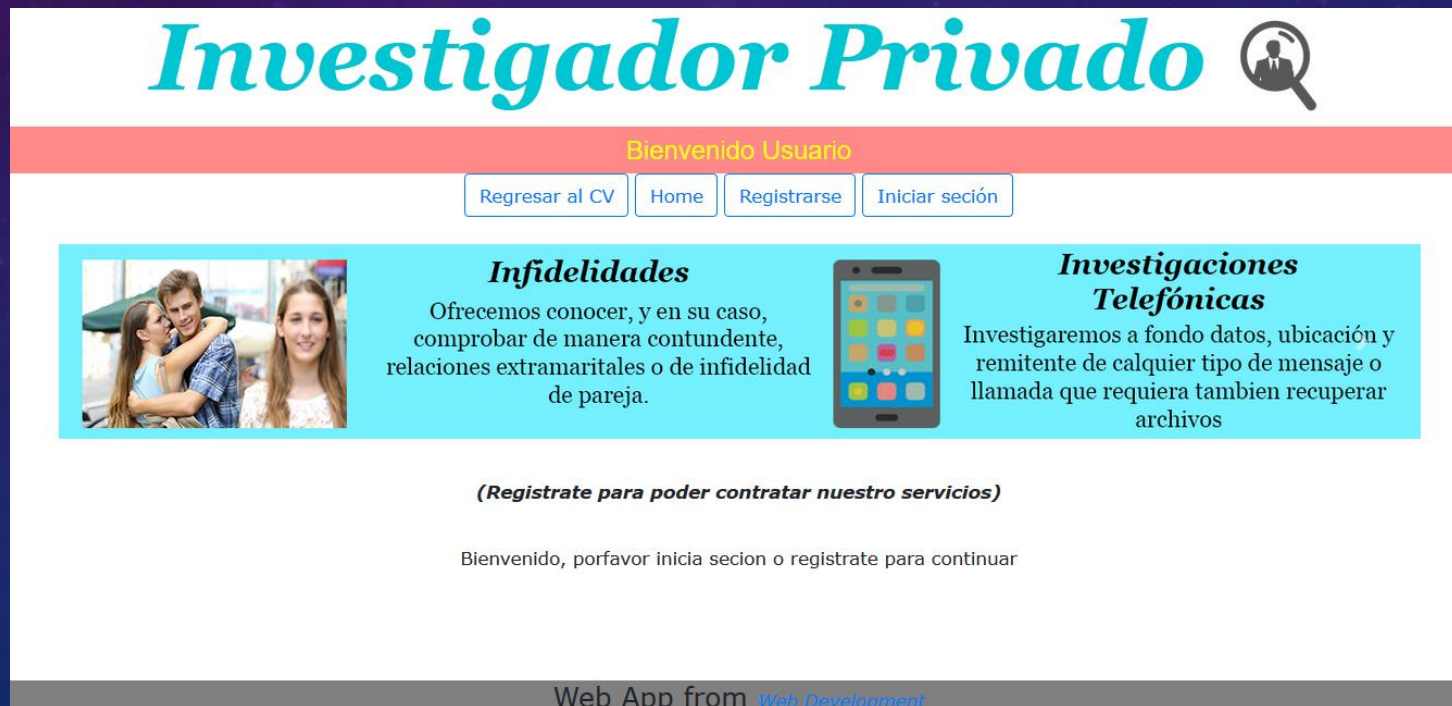 Investigador Privado
Bienvenido Usuario
Regresar al CV Home Registrarse Iniciar seción
Infidelidades
Ofrecemos conocer, y en su caso,
comprobar de manera contundente,
relaciones extramaritales o de infidelidad
de pareja.
Investigaciones
Telefónicas
Investigaremos a fondo datos, ubicación y
remitente de calquier tipo de mensaje o
llamada que requiera tambien recuperar
archivos
(Registrate para poder contratar nuestro servicios)
Bienvenido, porfavor inicia secion o registrate para continuar
Web App from Web Development